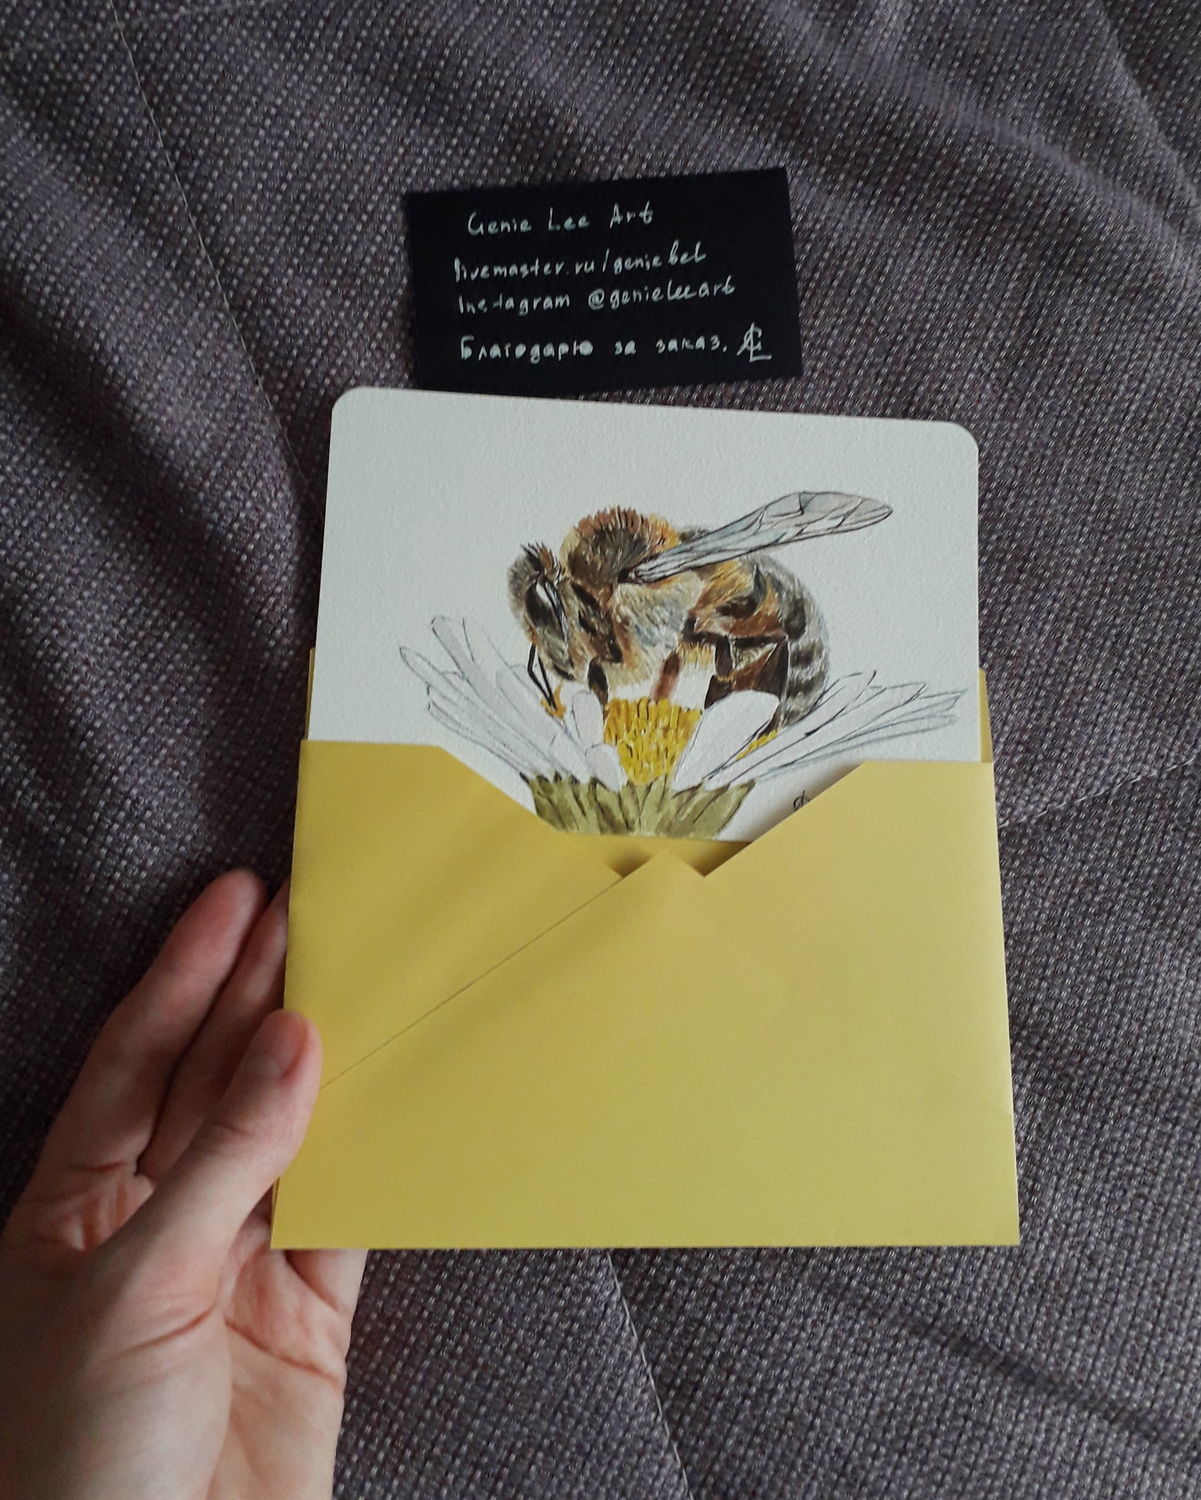 Genie Lee Art
livemaster.ru/geniebel
Instagram @genieleeart
Благодарю за заказ.